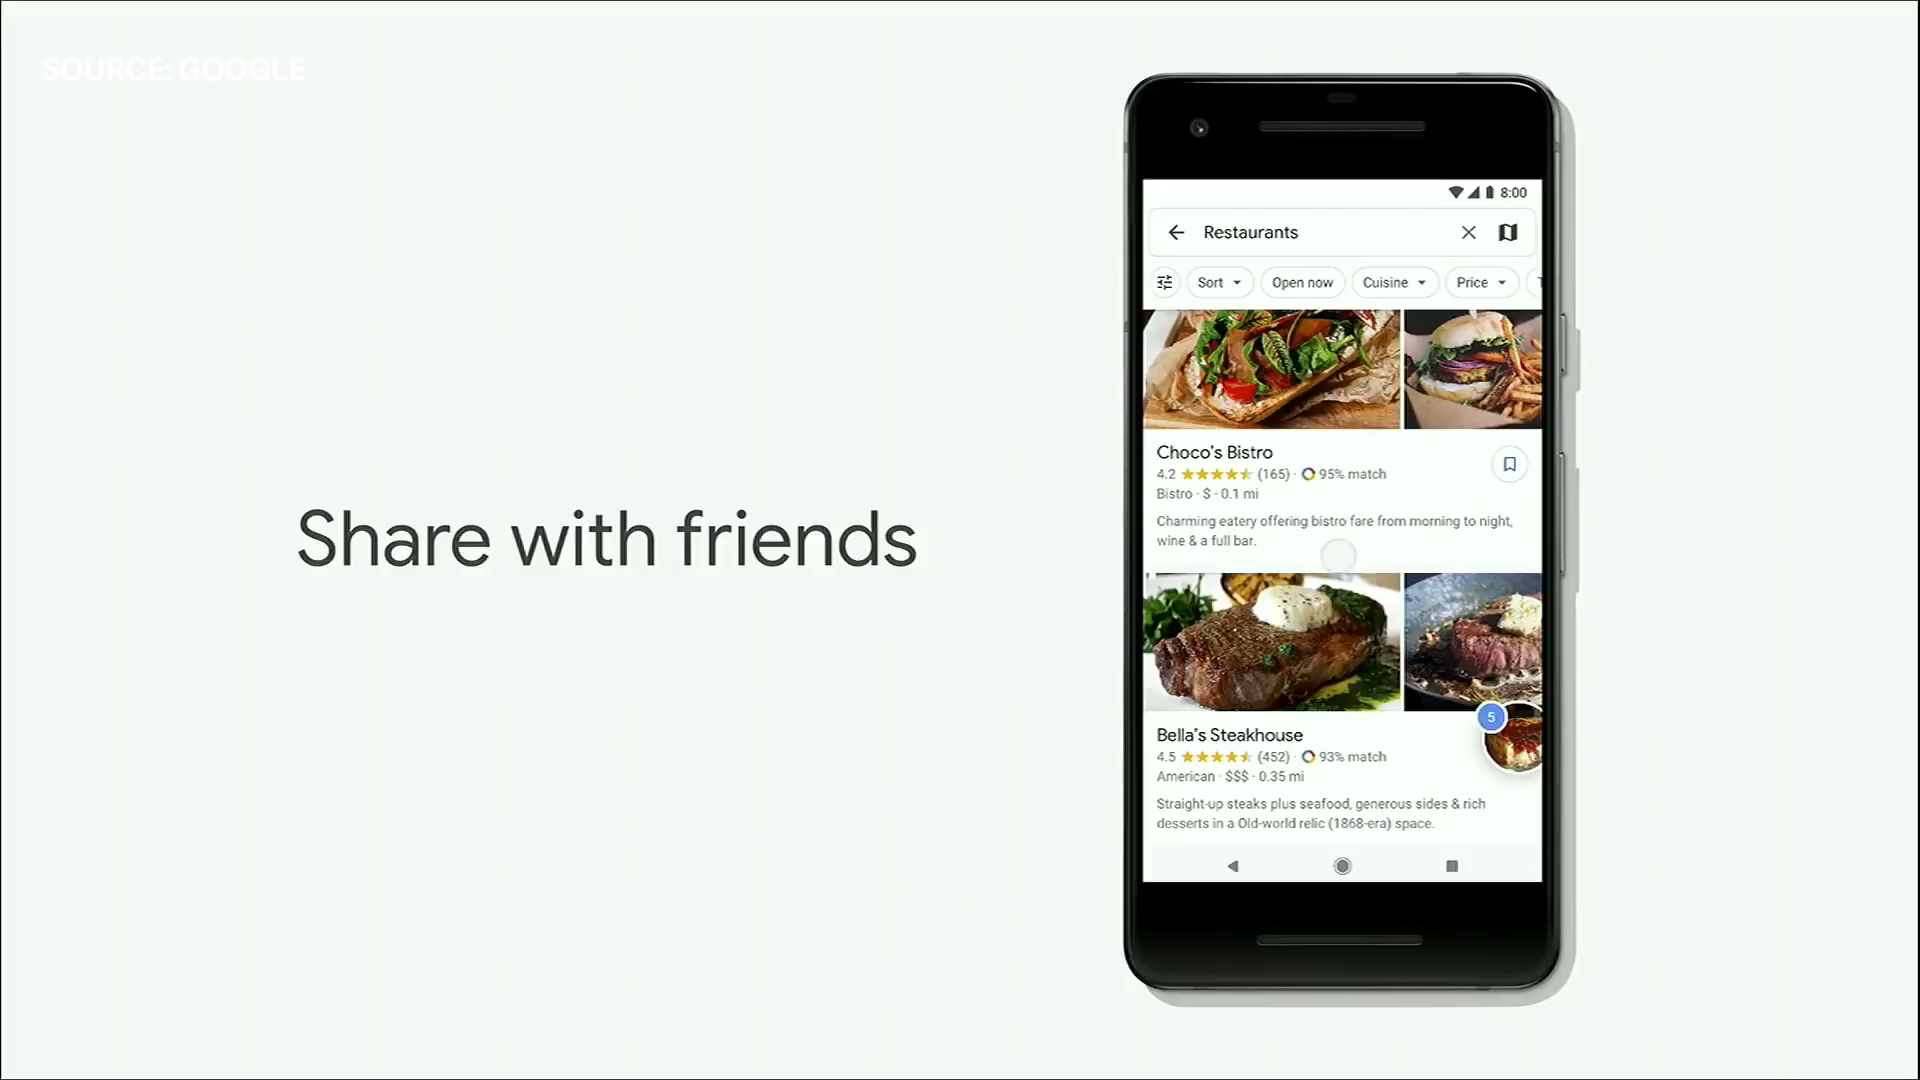 SOURCE: GOOGLE
Share with friends
8:00
Restaurants
Sort
Open now
Cuisine
Price
Choco's Bistro
4.2 (165) · 95% match
Bistro · $ · 0.1 mi
Charming eatery offering bistro fare from morning to night,
wine & a full bar.
5
Bella's Steakhouse
4.5 (452) · 93% match
American · $$$ · 0.35 mi
Straight-up steaks plus seafood, generous sides & rich
desserts in a Old-world relic (1868-era) space.